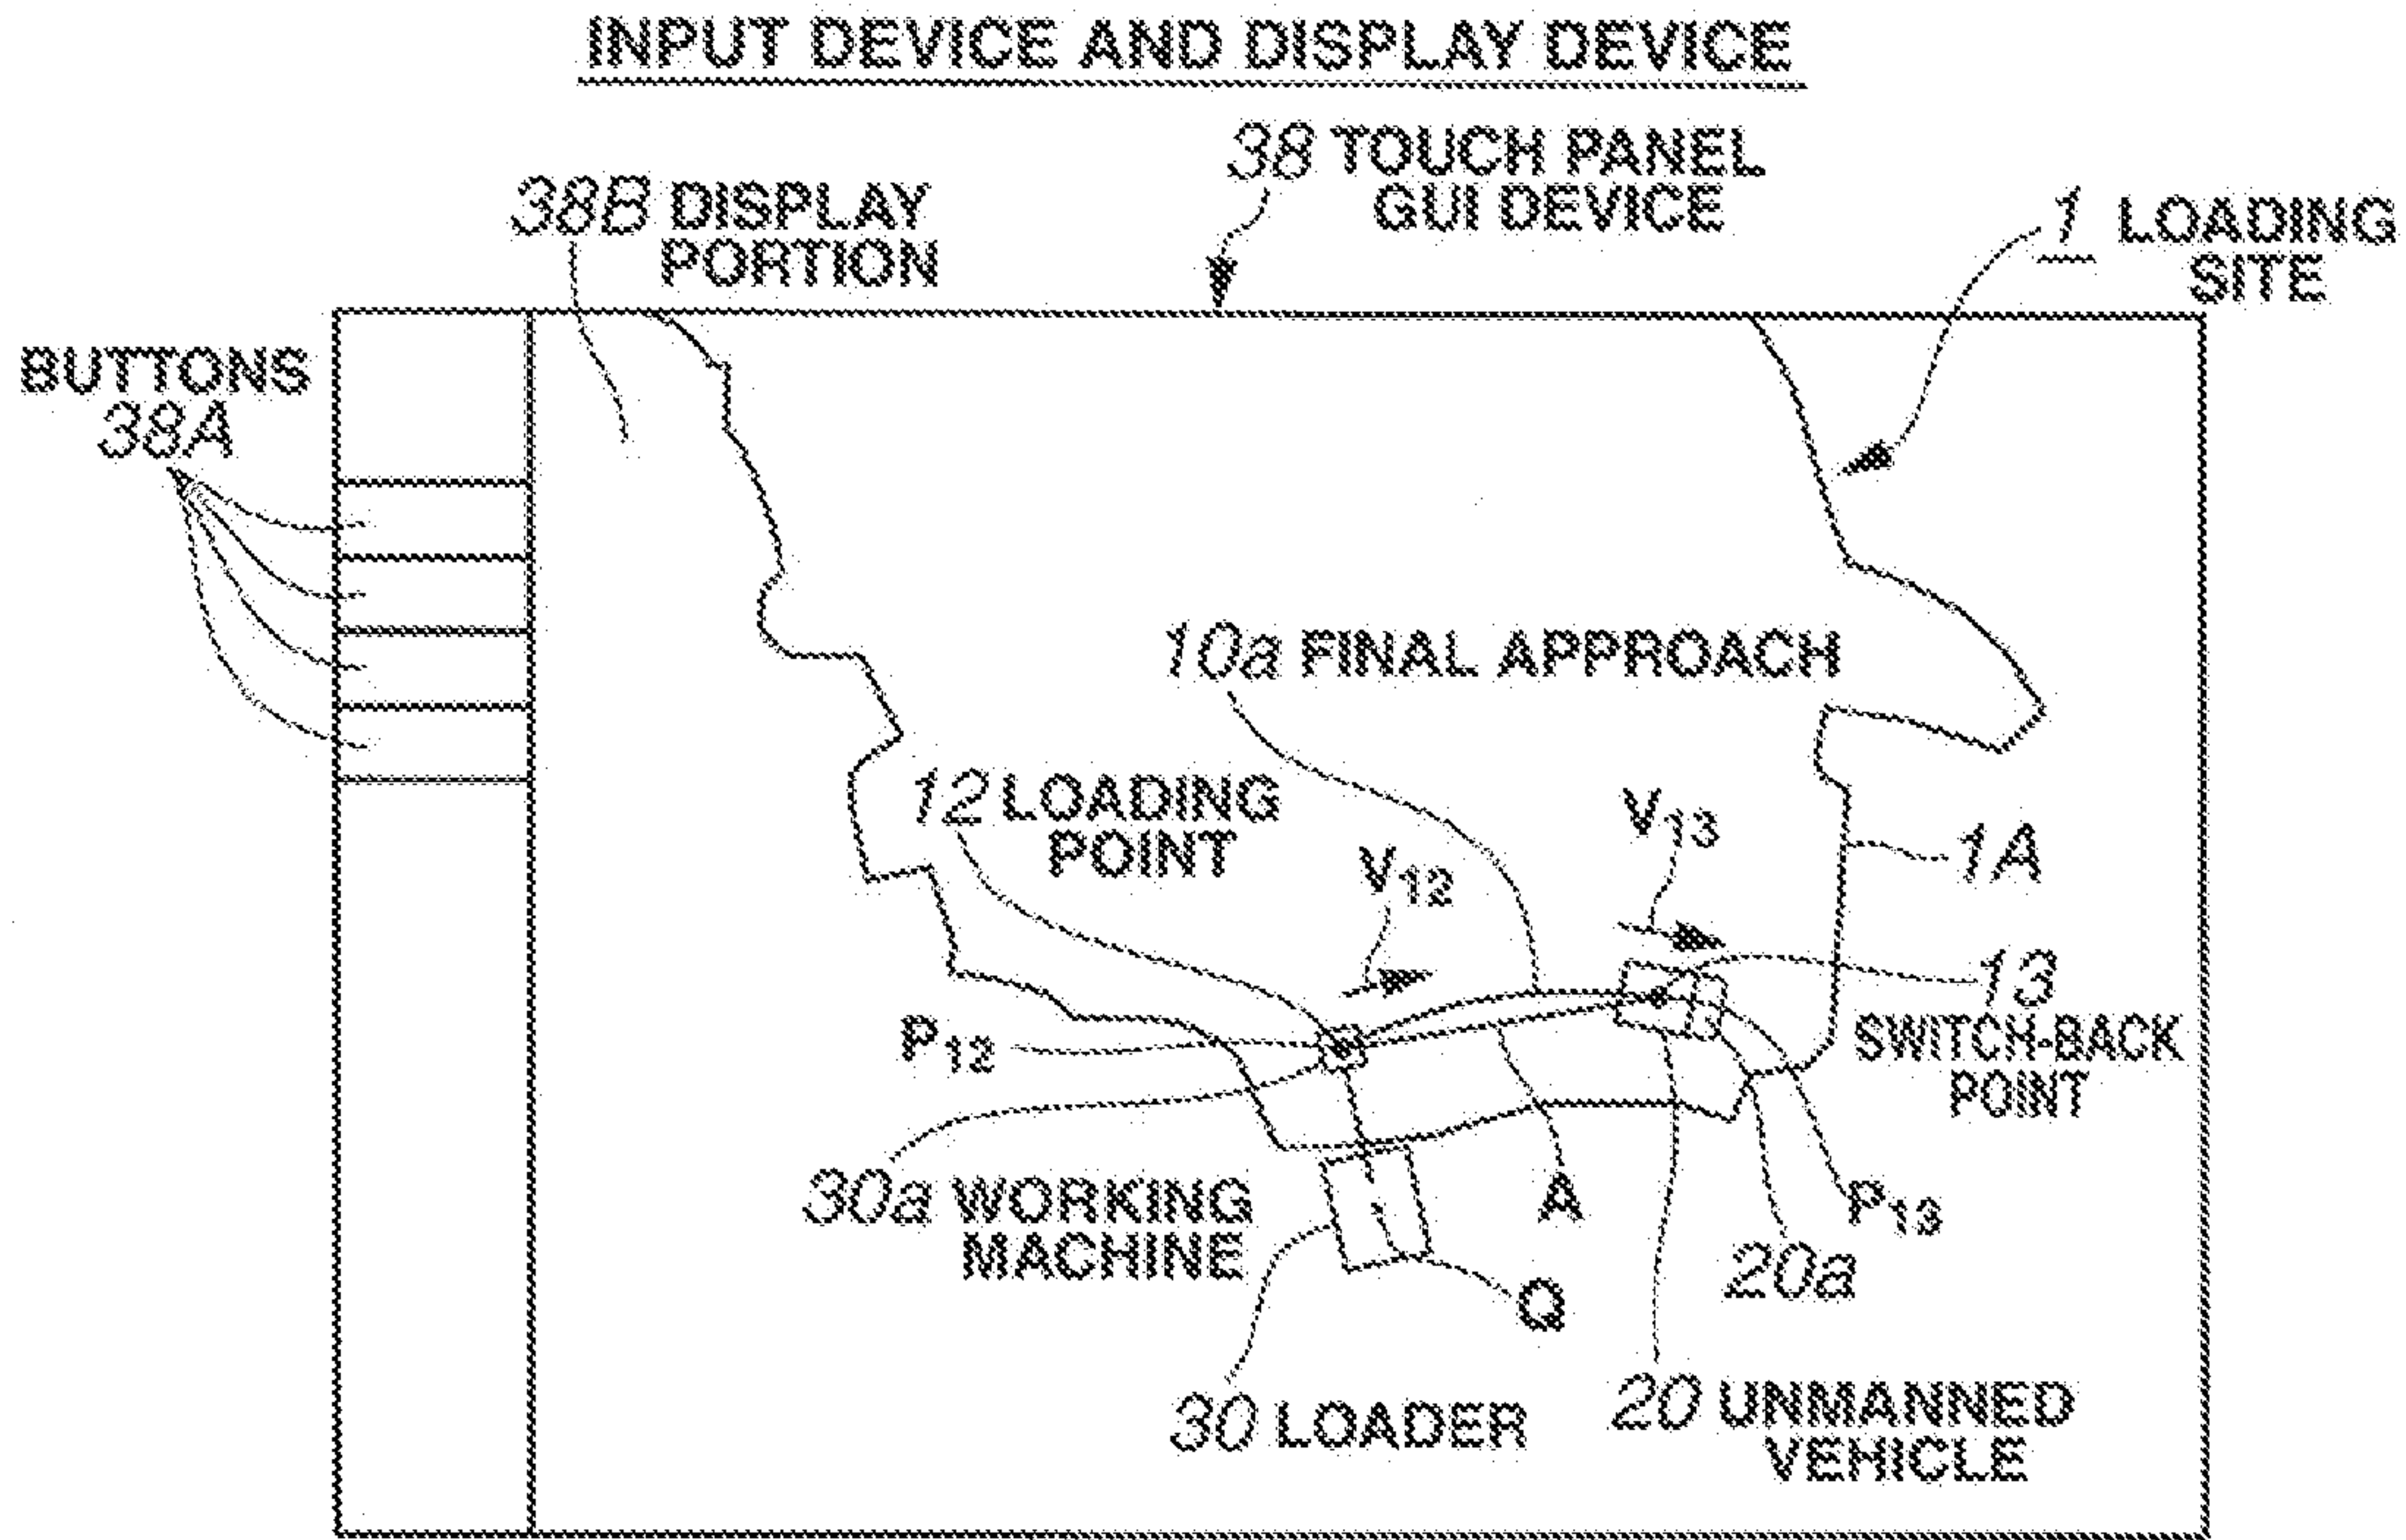 INPUT DEVICE AND DISPLAY DEVICE
38 TOUCH PANEL
GUI DEVICE
38B DISPLAY
PORTION
1 LOADING
SITE
BUTTONS
38A
10a FINAL APPROACH
12 LOADING
POINT
V13
V12
1A
13
SWITCH-BACK
POINT
P12
30a WORKING
MACHINE
A
P13
20a
Q
30 LOADER
20 UNMANNED
VEHICLE